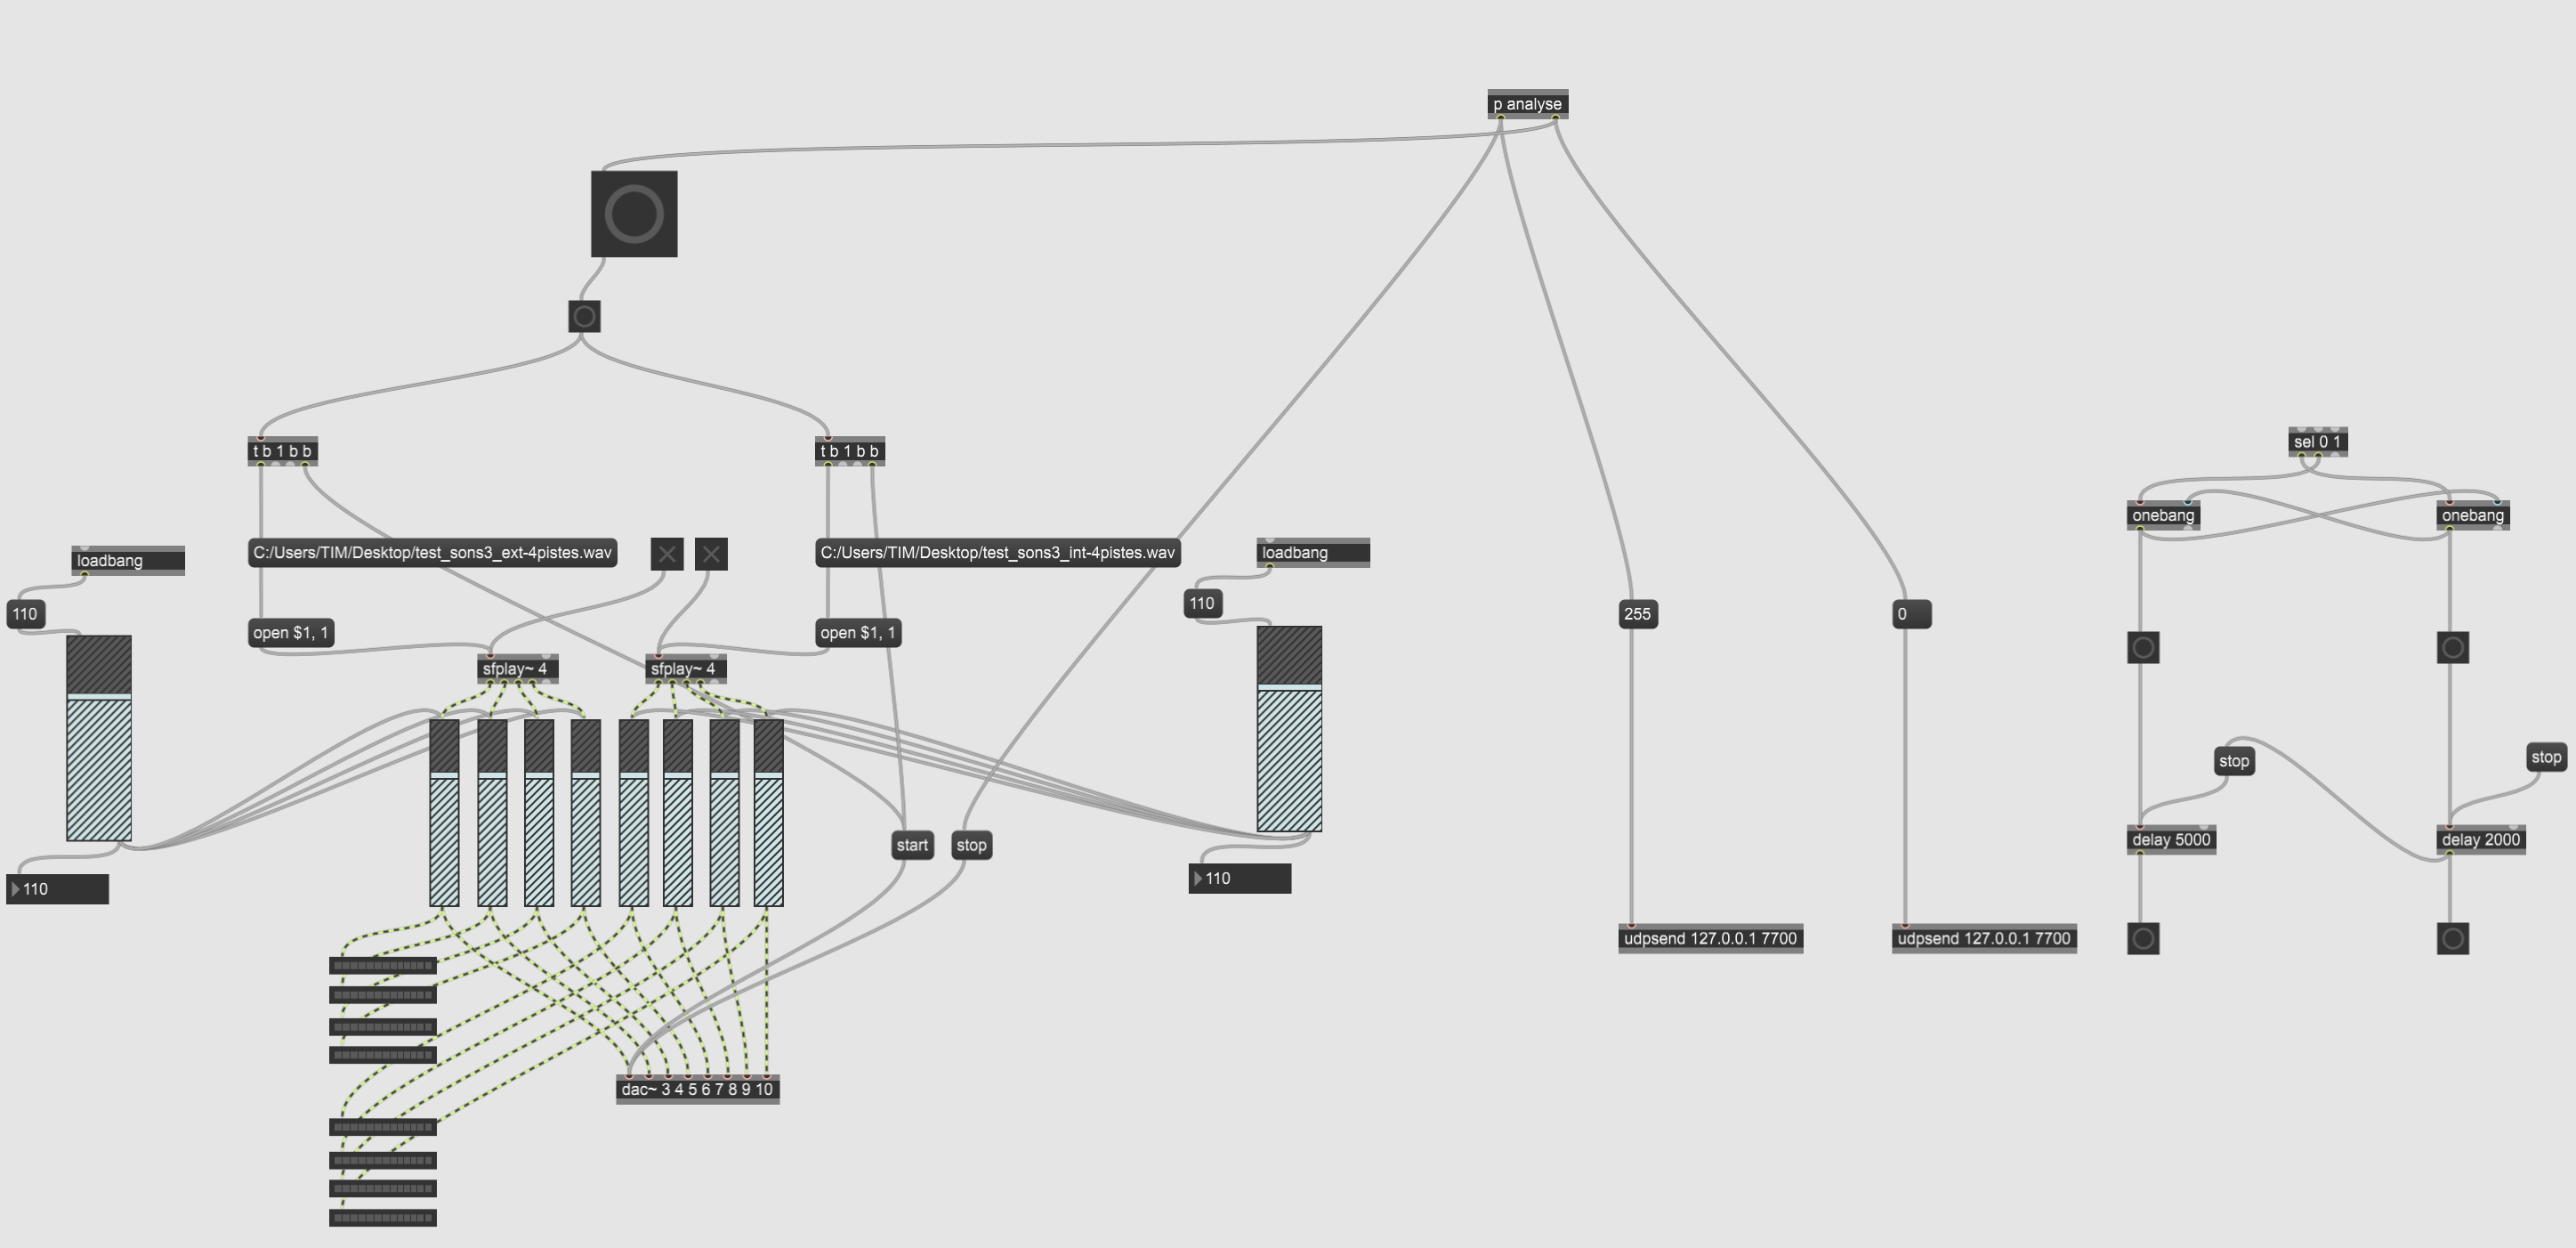 p analyse
sel 0 1
t b 1 b b
t b 1 b b
onebang
onebang
C:/Users/TIM/Desktop/test_sons3_ext-4pistes.wav
C:/Users/TIM/Desktop/test_sons3_int-4pistes.wav
loadbang
loadbang
110
110
255
0
open $1, 1
open $1, 1
sfplay~ 4
sfplay~ 4
stop
stop
start
stop
delay 5000
delay 2000
110
110
udpsend 127.0.0.1 7700
udpsend 127.0.0.1 7700
dac~ 3 4 5 6 7 8 9 10